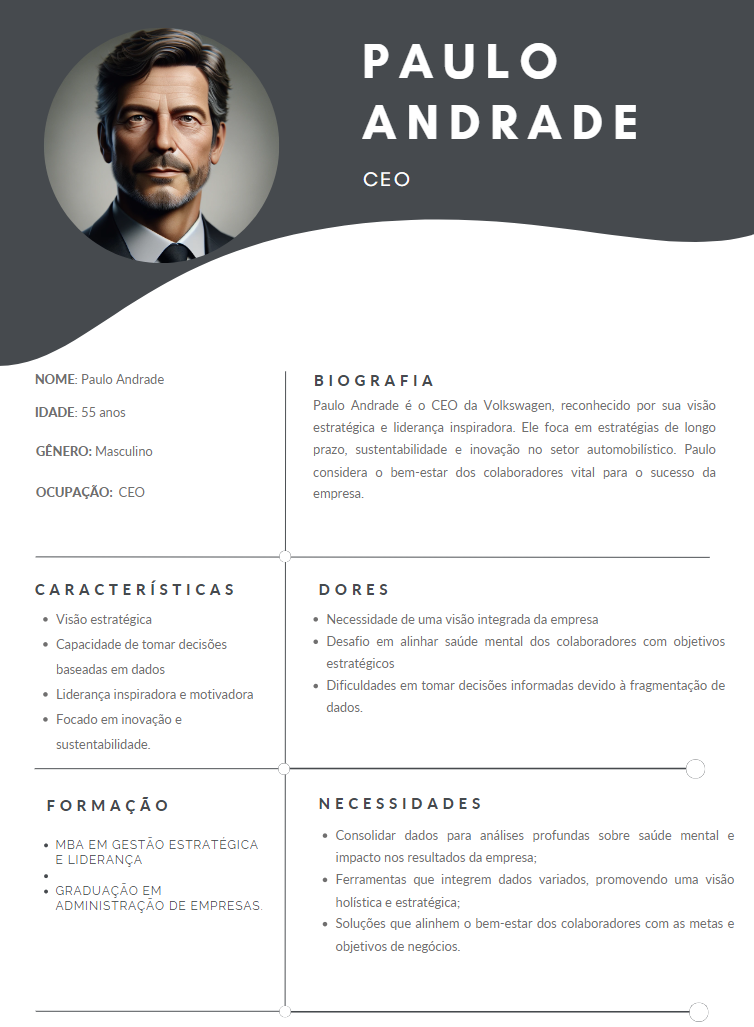 PAULO
ANDRADE
CEO
NOME: Paulo Andrade
IDADE: 55 anos
GÊNERO: Masculino
OCUPAÇÃO: CEO
BIOGRAFIA
Paulo Andrade é o CEO da Volkswagen, reconhecido por sua visão
estratégica e liderança inspiradora. Ele foca em estratégias de longo
prazo, sustentabilidade e inovação no setor automobilístico. Paulo
considera o bem-estar dos colaboradores vital para o sucesso da
empresa.
CARACTERÍSTICAS
• Visão estratégica
• Capacidade de tomar decisões
baseadas em dados
• Liderança inspiradora e motivadora
• Focado em inovação e
sustentabilidade.
DORES
• Necessidade de uma visão integrada da empresa
• Desafio em alinhar saúde mental dos colaboradores com objetivos
estratégicos
• Dificuldades em tomar decisões informadas devido à fragmentação de
dados.
FORMAÇÃO
• MBA EM GESTÃO ESTRATÉGICA
E LIDERANÇA
•
• GRADUAÇÃO EM
ADMINISTRAÇÃO DE EMPRESAS.
NECESSIDADES
• Consolidar dados para análises profundas sobre saúde mental e
impacto nos resultados da empresa;
• Ferramentas que integrem dados variados, promovendo uma visão
holística e estratégica;
• Soluções que alinhem o bem-estar dos colaboradores com as metas e
objetivos de negócios.